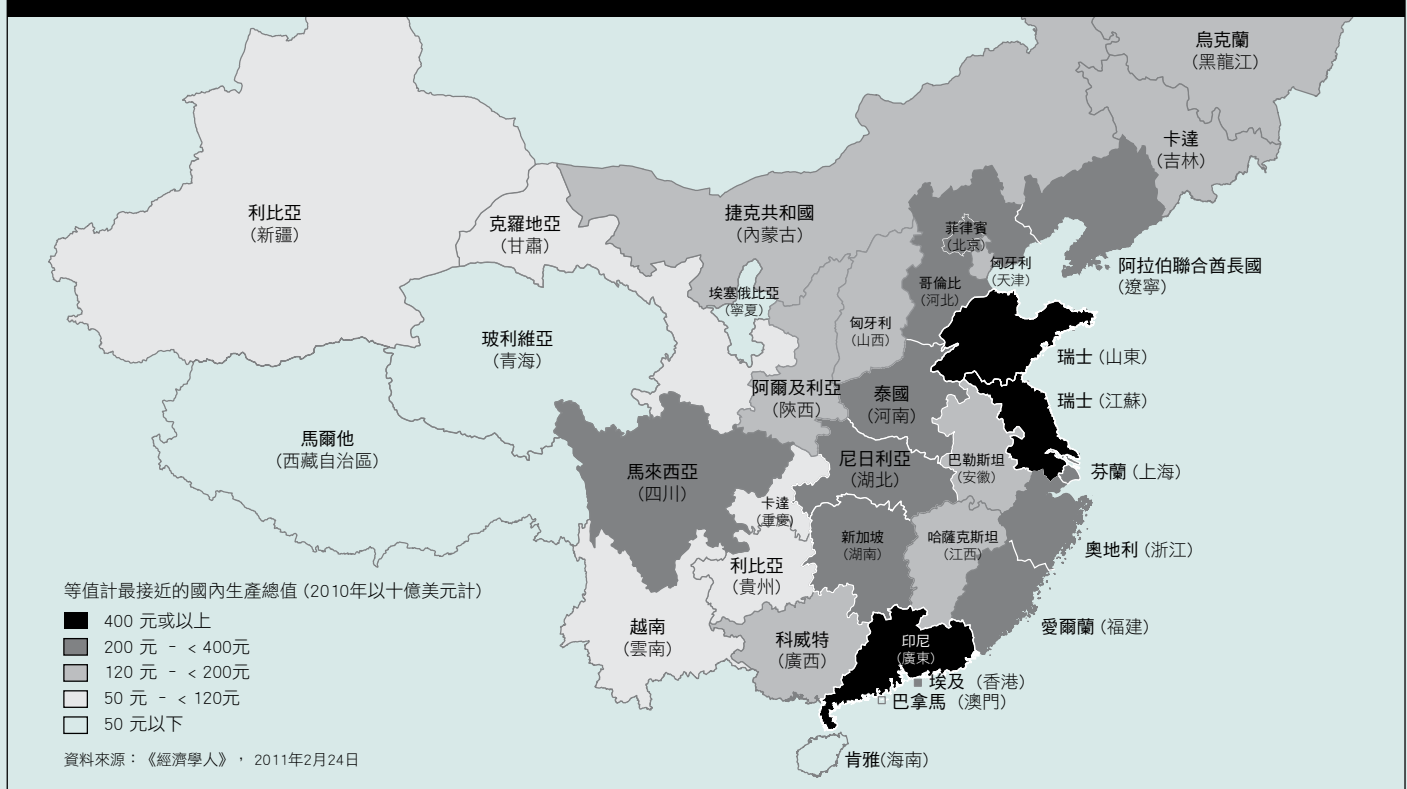 烏克蘭
(黑龍江)
卡達
(吉林)
利比亞
(新疆)
克羅地亞
(甘肅)
捷克共和國
(內蒙古)
菲律賓
(北京)
匈牙利
(天津)
阿拉伯聯合酋長國
(遼寧)
哥倫比
(河北)
埃塞俄比亞
(寧夏)
匈牙利
(山西)
玻利維亞
(青海)
瑞士 (山東)
阿爾及利亞
(陝西)
泰國
(河南)
瑞士 (江蘇)
馬爾他
(西藏自治區)
馬來西亞
(四川)
尼日利亞
(湖北)
巴勒斯坦
(安徽)
芬蘭 (上海)
卡達
(重慶)
新加坡
(湖南)
哈薩克斯坦
(江西)
奧地利 (浙江)
利比亞
(貴州)
越南
(雲南)
科威特
(廣西)
印尼
(廣東)
愛爾蘭 (福建)
埃及 (香港)
巴拿馬 (澳門)
肯雅(海南)
等值計最接近的國內生產總值 (2010年以十億美元計)
400 元或以上
200 元 - < 400元
120 元 - < 200元
50 元 - < 120元
50 元以下
資料來源：《經濟學人》， 2011年2月24日